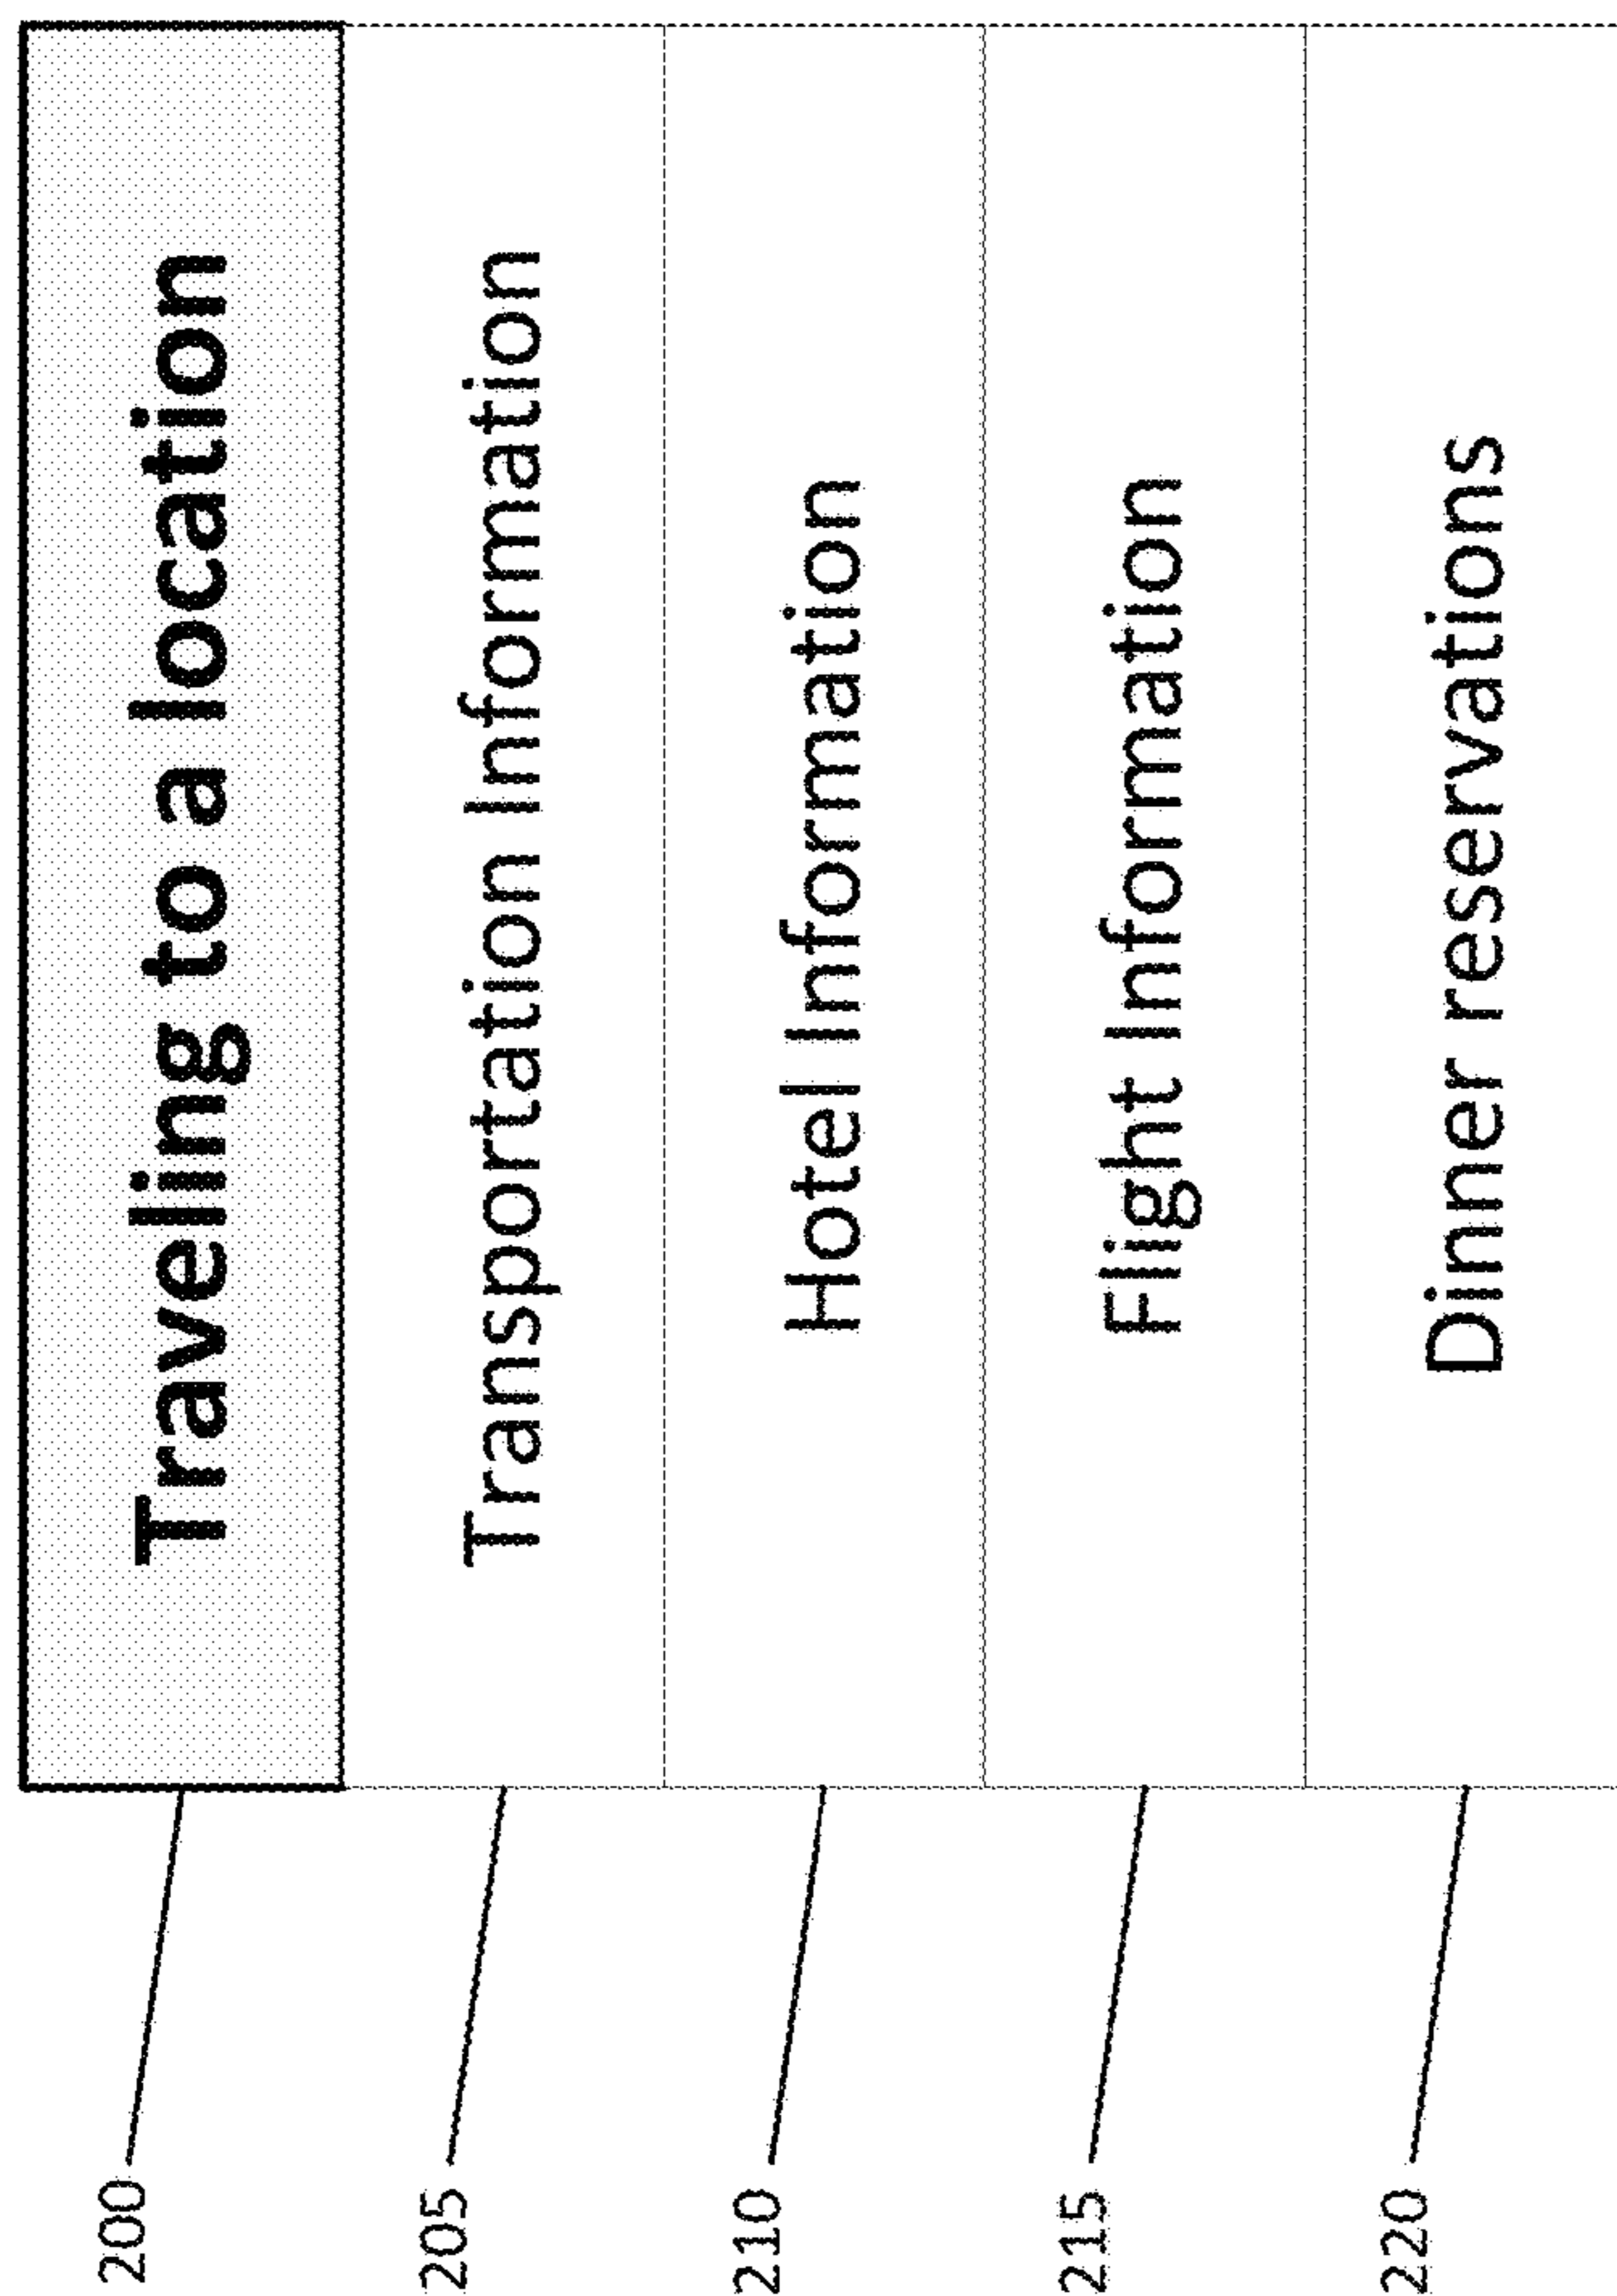 200 Traveling to a location
205 Transportation Information
210 Hotel Information
215 Flight Information
220 Dinner reservations